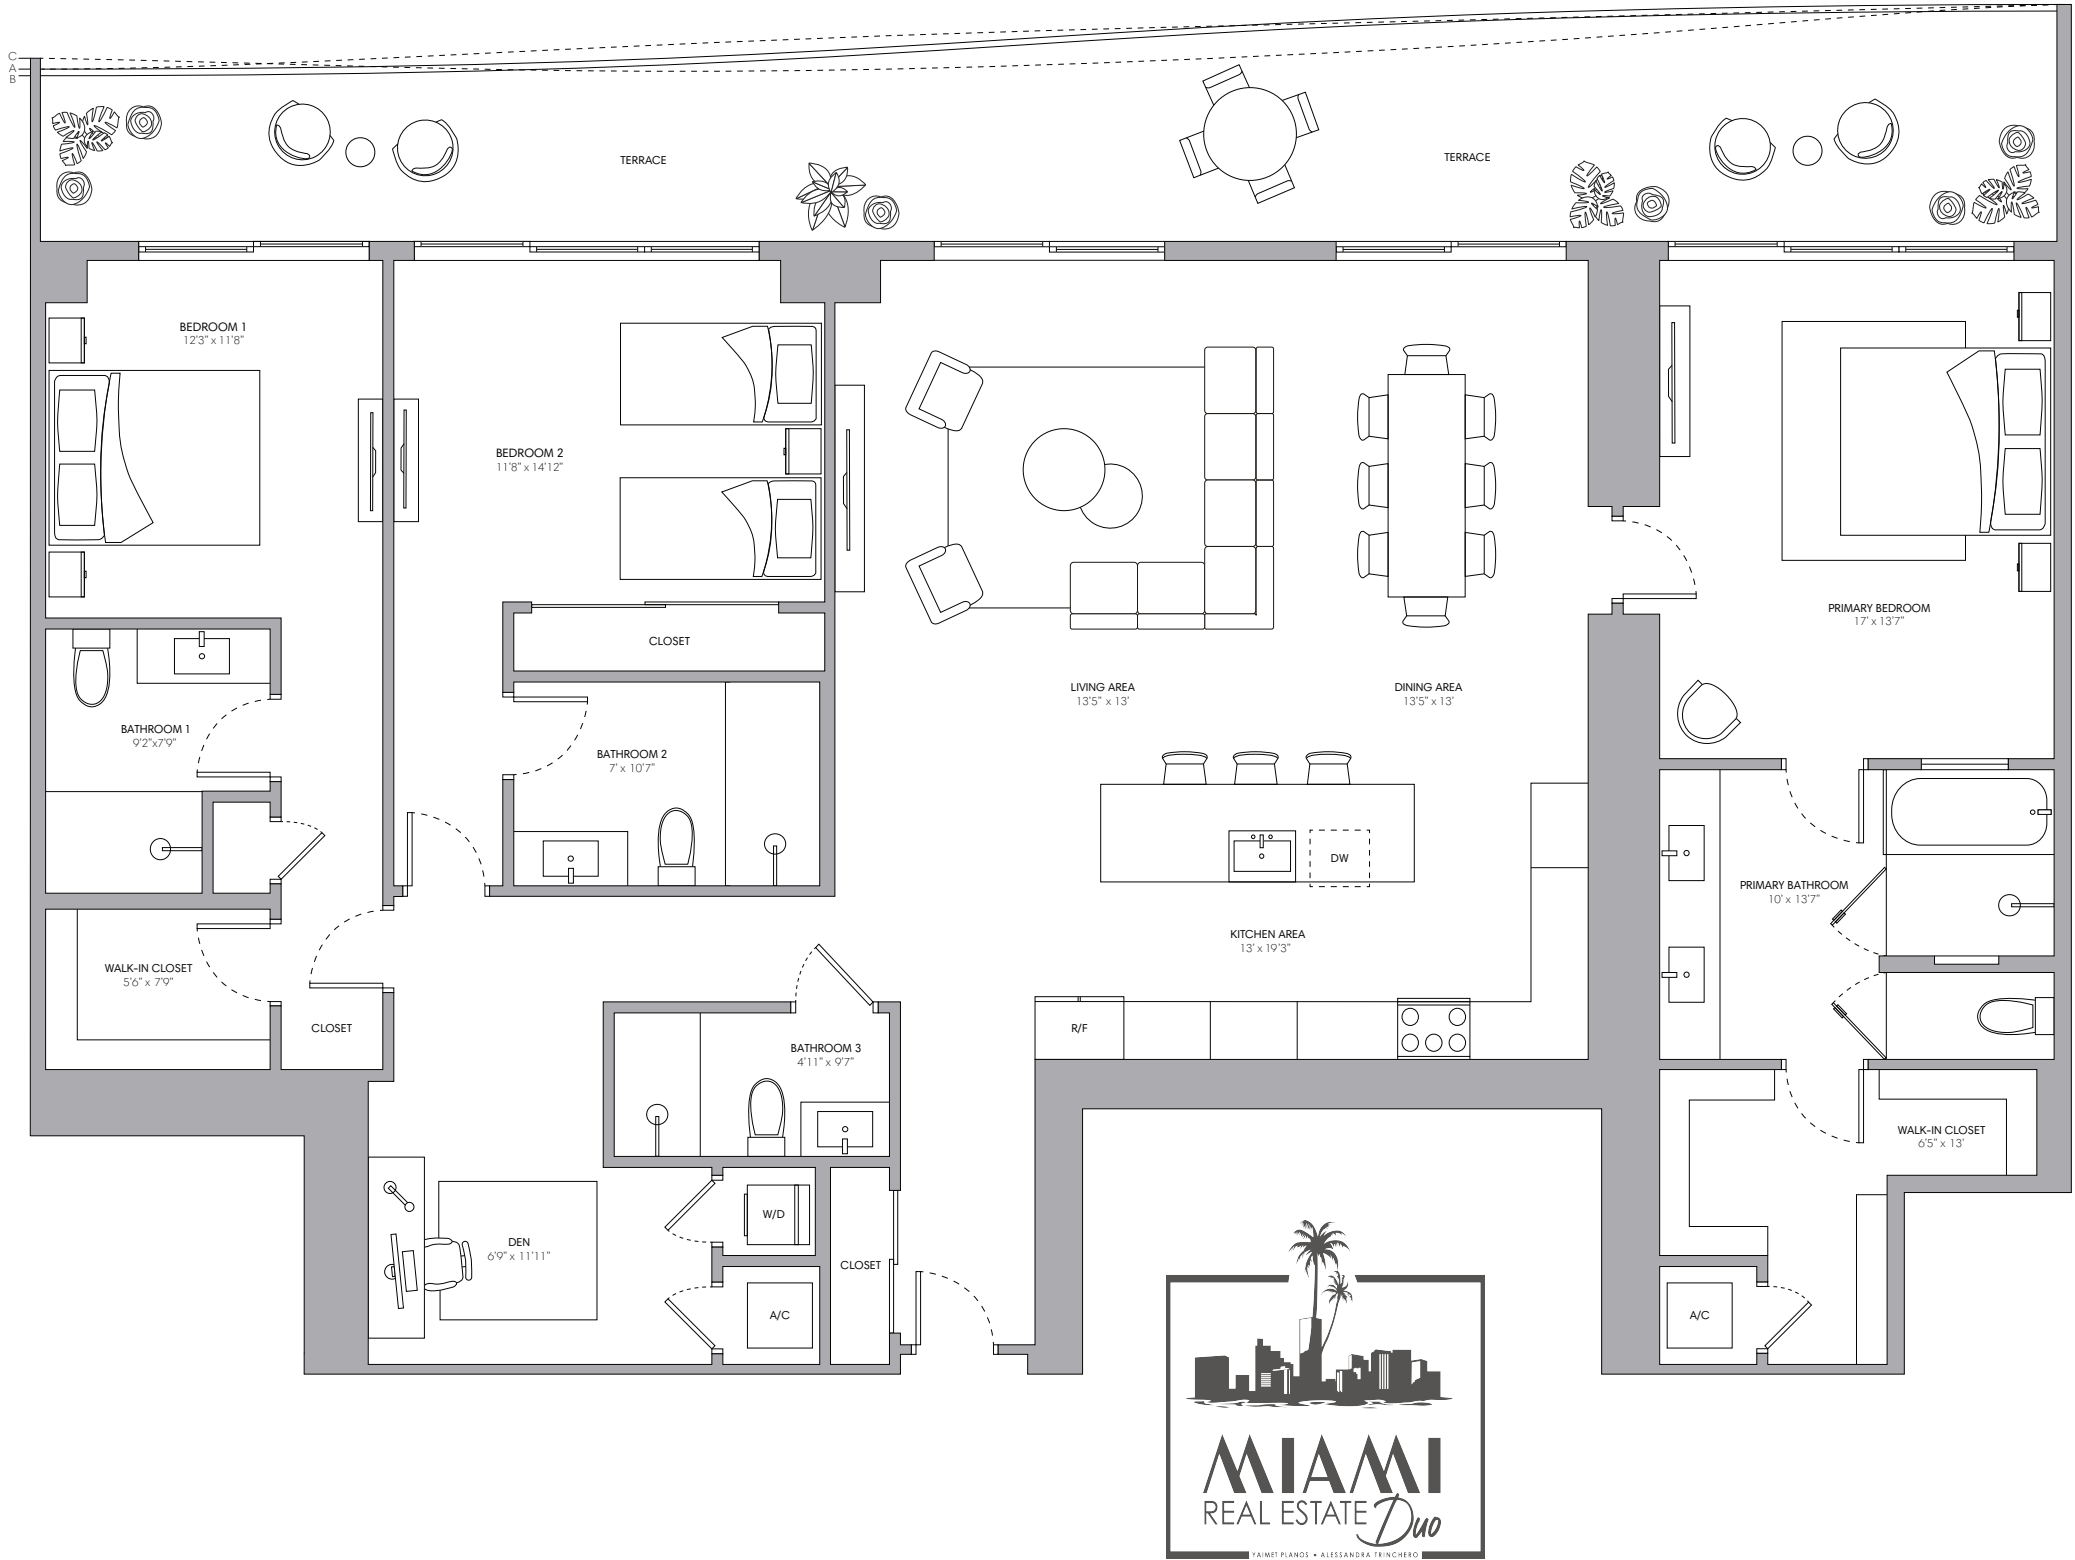 C
A
B
TERRACE
TERRACE
BEDROOM 1
12'3" x 11'8"
BEDROOM 2
11'8" x 14'12"
PRIMARY BEDROOM
17' x 13'7"
CLOSET
LIVING AREA
13'5" x 13'
DINING AREA
13'5" x 13'
BATHROOM 1
9'2"x7'9"
BATHROOM 2
7' x 10'7"
DW
PRIMARY BATHROOM
10' x 13'7"
KITCHEN AREA
13' x 19'3"
WALK-IN CLOSET
5'6" x 7'9"
CLOSET
R/F
BATHROOM 3
4'11" x 9'7"
WALK-IN CLOSET
6'5" x 13'
W/D
DEN
6'9" x 11'11"
CLOSET
A/C
A/C
MIAMI
REAL ESTATE Duo
YAIMET PLANOS • ALESSANDRA TRINCHERO